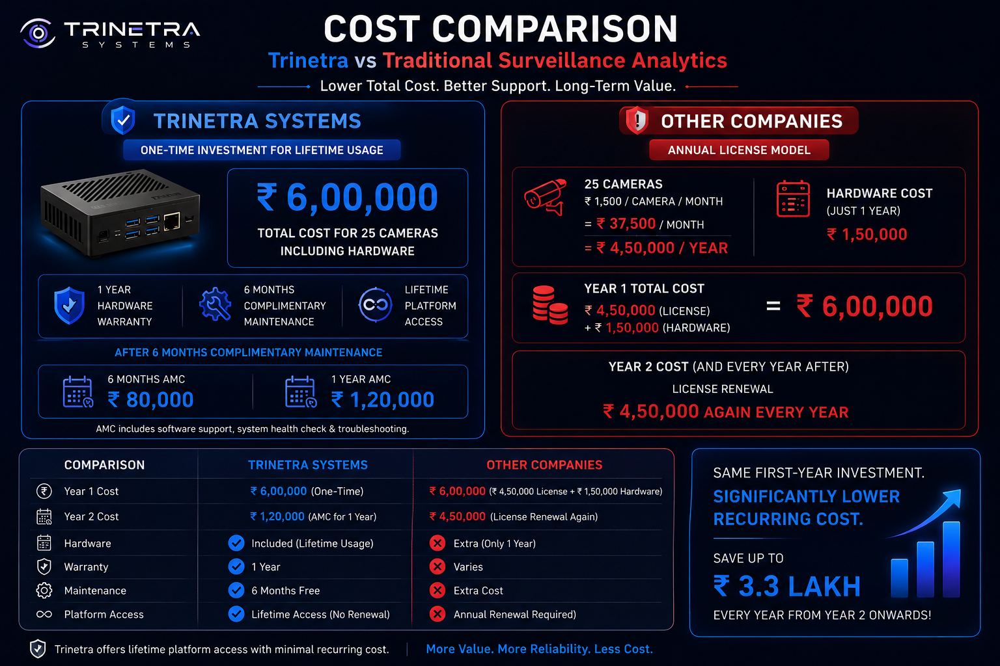 TRINETRA
SYSTEMS
COST COMPARISON
Trinetra vs Traditional Surveillance Analytics
Lower Total Cost. Better Support. Long-Term Value.
TRINETRA SYSTEMS
ONE-TIME INVESTMENT FOR LIFETIME USAGE
₹ 6,00,000
TOTAL COST FOR 25 CAMERAS
INCLUDING HARDWARE
1 YEAR
HARDWARE
WARRANTY
6 MONTHS
COMPLIMENTARY
MAINTENANCE
LIFETIME
PLATFORM
ACCESS
AFTER 6 MONTHS COMPLIMENTARY MAINTENANCE
6 MONTHS AMC
₹ 80,000
1 YEAR AMC
₹ 1,20,000
AMC includes software support, system health check & troubleshooting.
OTHER COMPANIES
ANNUAL LICENSE MODEL
25 CAMERAS
₹ 1,500 / CAMERA / MONTH
= ₹ 37,500 / MONTH
= ₹ 4,50,000 / YEAR
HARDWARE COST
(JUST 1 YEAR)
₹ 1,50,000
YEAR 1 TOTAL COST
₹ 4,50,000 (LICENSE)
+ ₹ 1,50,000 (HARDWARE)
= ₹ 6,00,000
YEAR 2 COST (AND EVERY YEAR AFTER)
LICENSE RENEWAL
₹ 4,50,000 AGAIN EVERY YEAR
COMPARISON TRINETRA SYSTEMS OTHER COMPANIES
Year 1 Cost ₹ 6,00,000 (One-Time) ₹ 6,00,000 (₹ 4,50,000 License + ₹ 1,50,000 Hardware)
Year 2 Cost ₹ 1,20,000 (AMC for 1 Year) ₹ 4,50,000 (License Renewal Again)
Hardware Included (Lifetime Usage) Extra (Only 1 Year)
Warranty 1 Year Varies
Maintenance 6 Months Free Extra Cost
Platform Access Lifetime Access (No Renewal) Annual Renewal Required)
SAME FIRST-YEAR INVESTMENT.
SIGNIFICANTLY LOWER
RECURRING COST.
SAVE UP TO
₹ 3.3 LAKH
EVERY YEAR FROM YEAR 2 ONWARDS!
Trinetra offers lifetime platform access with minimal recurring cost.
More Value. More Reliability. Less Cost.